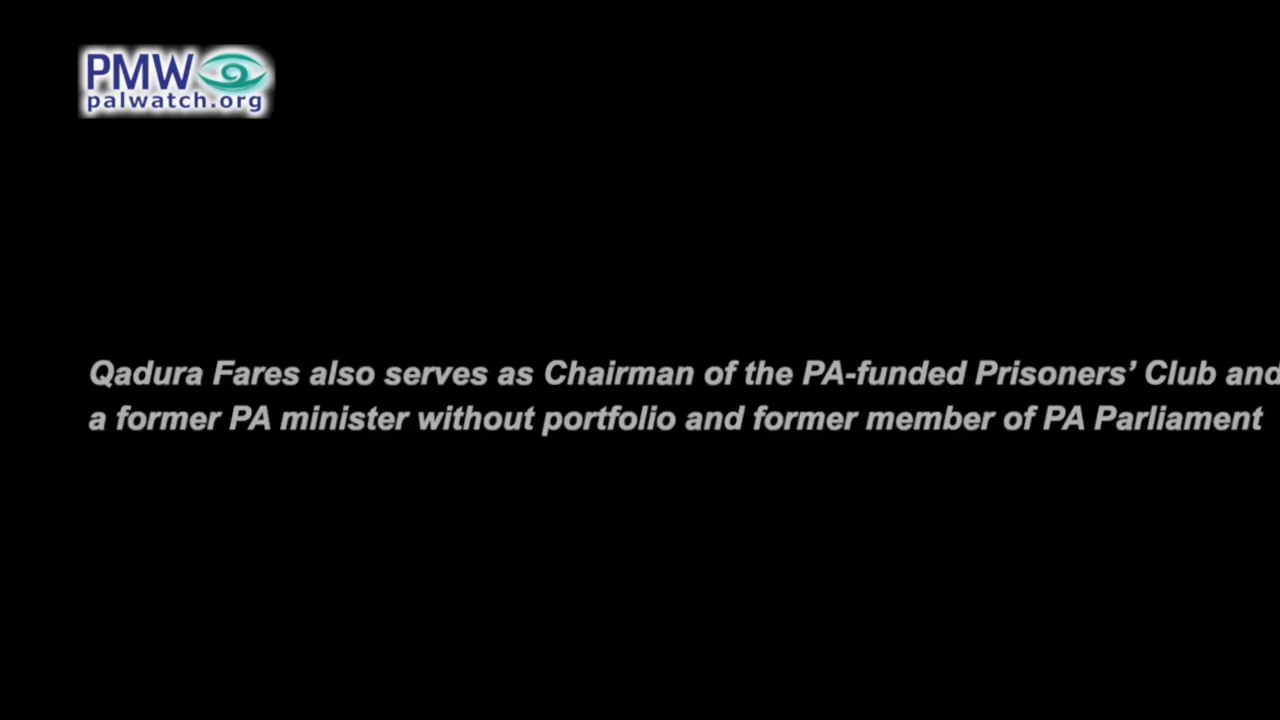 PMW
palwatch.org
Qadura Fares also serves as Chairman of the PA-funded Prisoners’ Club and
a former PA minister without portfolio and former member of PA Parliament